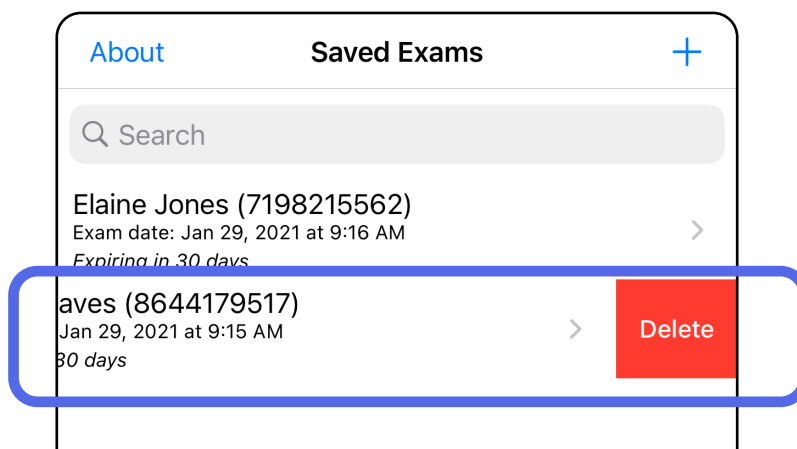 About
Saved Exams
Search
Elaine Jones (7198215562)
Exam date: Jan 29, 2021 at 9:16 AM
Expiring in 30 days
aves (8644179517)
Jan 29, 2021 at 9:15 AM
30 days
Delete